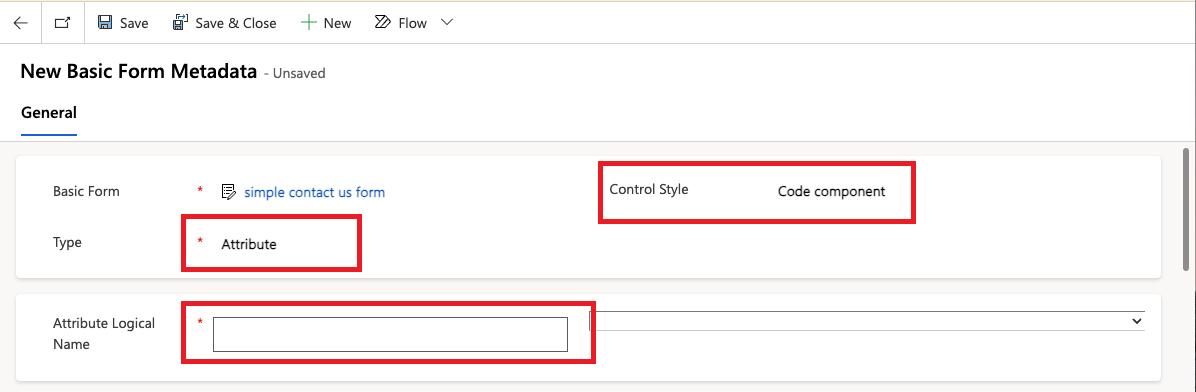 Save Save & Close New Flow
New Basic Form Metadata - Unsaved
General
Basic Form * simple contact us form Control Style Code component
Type * Attribute
Attribute Logical Name *